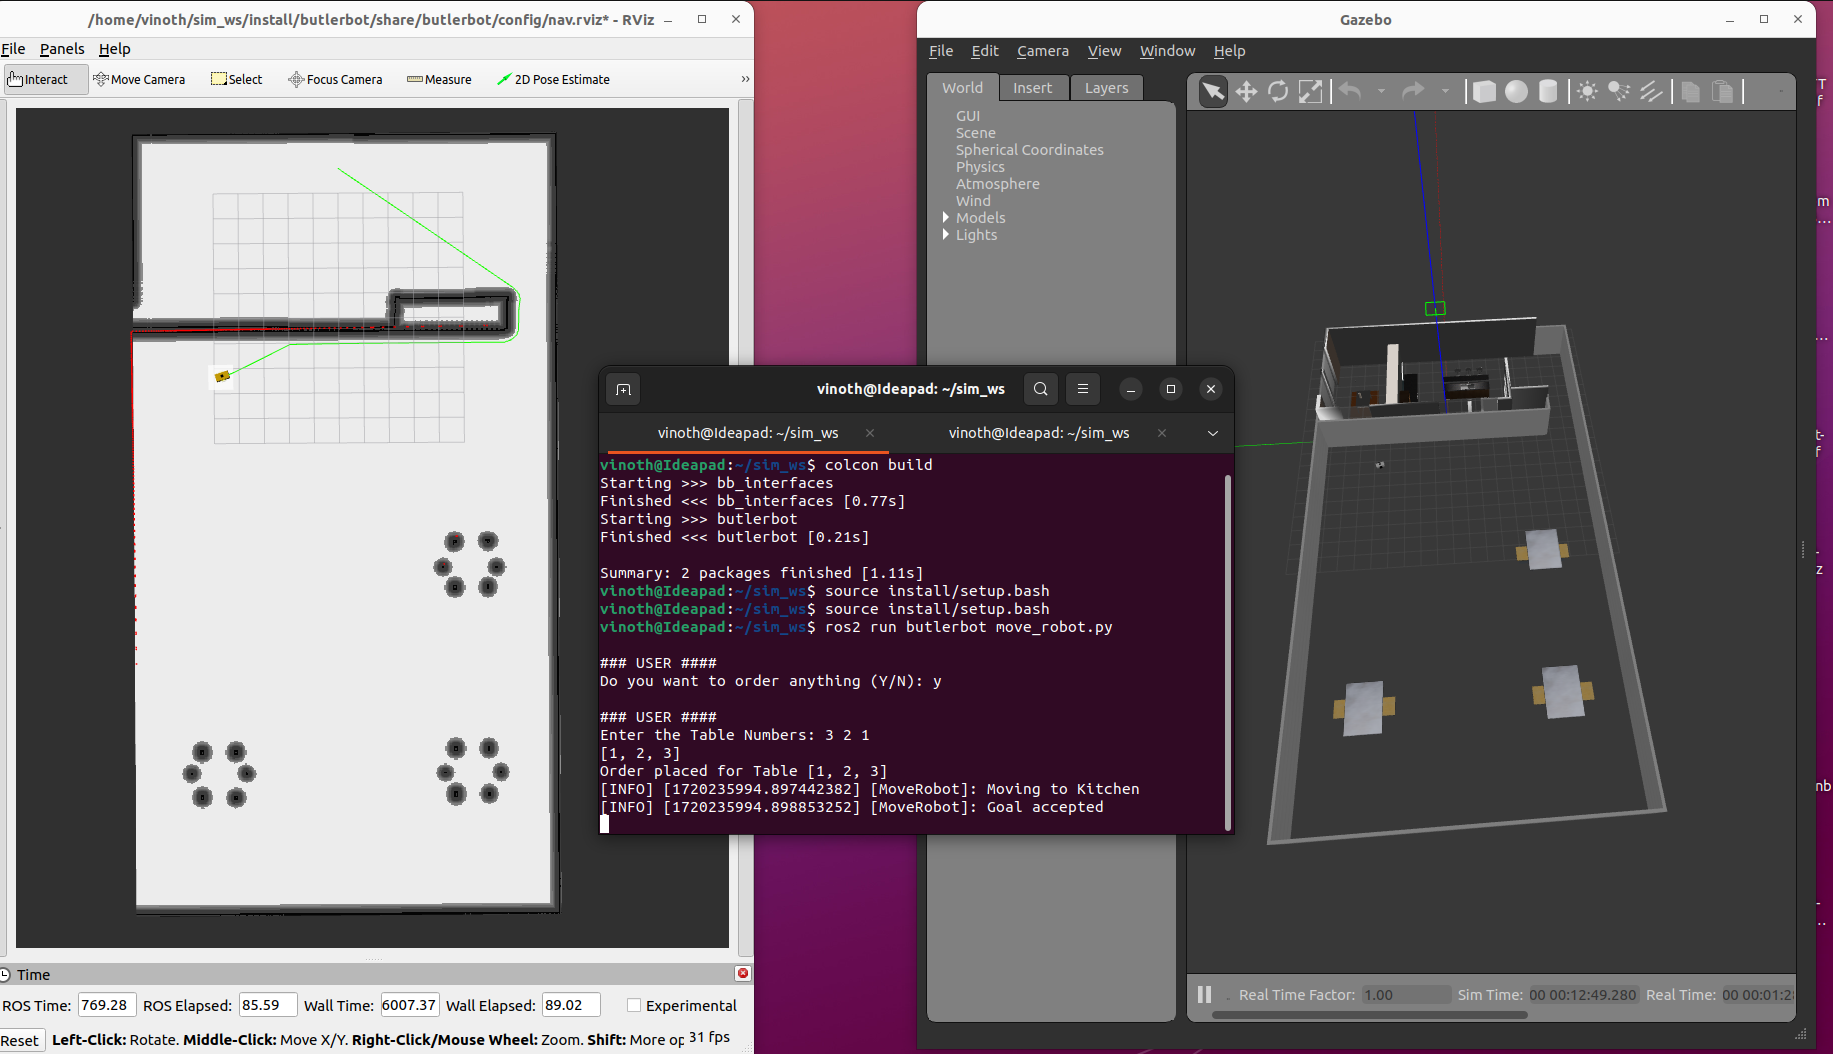 /home/vinoth/sim_ws/install/butlerbot/share/butlerbot/config/nav.rviz* - RViz
File Panels Help
Interact Move Camera Select Focus Camera Measure 2D Pose Estimate »
Time
ROS Time: 769.28 ROS Elapsed: 85.59 Wall Time: 6007.37 Wall Elapsed: 89.02 Experimental
Reset Left-Click: Rotate. Middle-Click: Move X/Y. Right-Click/Mouse Wheel: Zoom. Shift: More op 31 fps
vinoth@Ideapad: ~/sim_ws
vinoth@Ideapad: ~/sim_ws vinoth@Ideapad: ~/sim_ws
vinoth@Ideapad:~/sim_ws$ colcon build
Starting >>> bb_interfaces
Finished <<< bb_interfaces [0.77s]
Starting >>> butlerbot
Finished <<< butlerbot [0.21s]
Summary: 2 packages finished [1.11s]
vinoth@Ideapad:~/sim_ws$ source install/setup.bash
vinoth@Ideapad:~/sim_ws$ source install/setup.bash
vinoth@Ideapad:~/sim_ws$ ros2 run butlerbot move_robot.py
### USER ####
Do you want to order anything (Y/N): y
### USER ####
Enter the Table Numbers: 3 2 1
[1, 2, 3]
Order placed for Table [1, 2, 3]
[INFO] [1720235994.897442382] [MoveRobot]: Moving to Kitchen
[INFO] [1720235994.898853252] [MoveRobot]: Goal accepted
Gazebo
File Edit Camera View Window Help
World Insert Layers
GUI
Scene
Spherical Coordinates
Physics
Atmosphere
Wind
Models
Lights
Real Time Factor: 1.00 Sim Time: 00 00:12:49.280 Real Time: 00 00:01:2